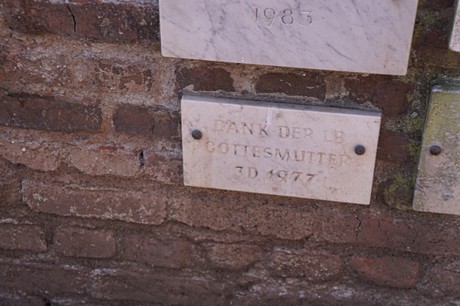 1983
DANK DER LB
GOTTESMUTTER
3D 1977